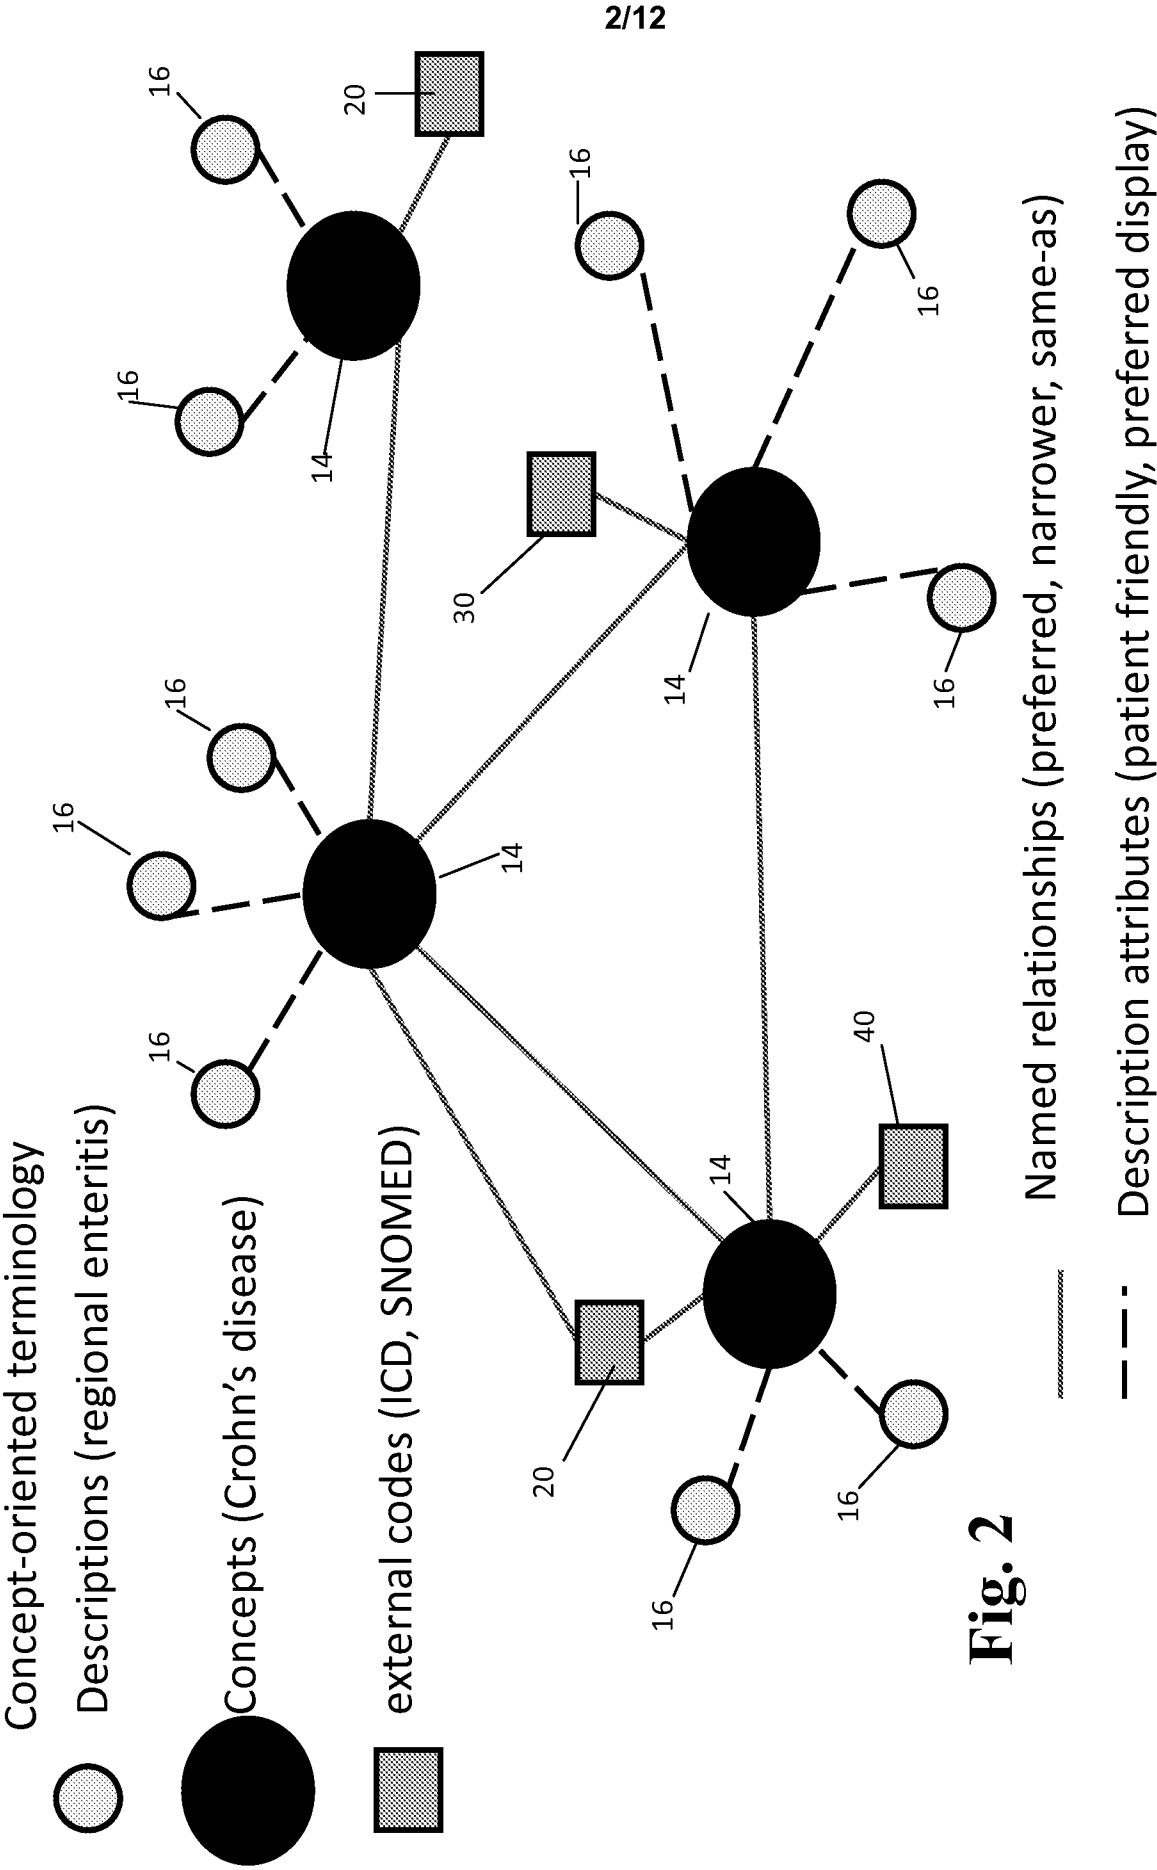 2/12
Concept-oriented terminology
Descriptions (regional enteritis)
Concepts (Crohn's disease)
external codes (ICD, SNOMED)
16
16
16
16
16
14
14
20
20
30
16
16
16
14
14
40
16
16
Fig. 2
Named relationships (preferred, narrower, same-as)
Description attributes (patient friendly, preferred display)